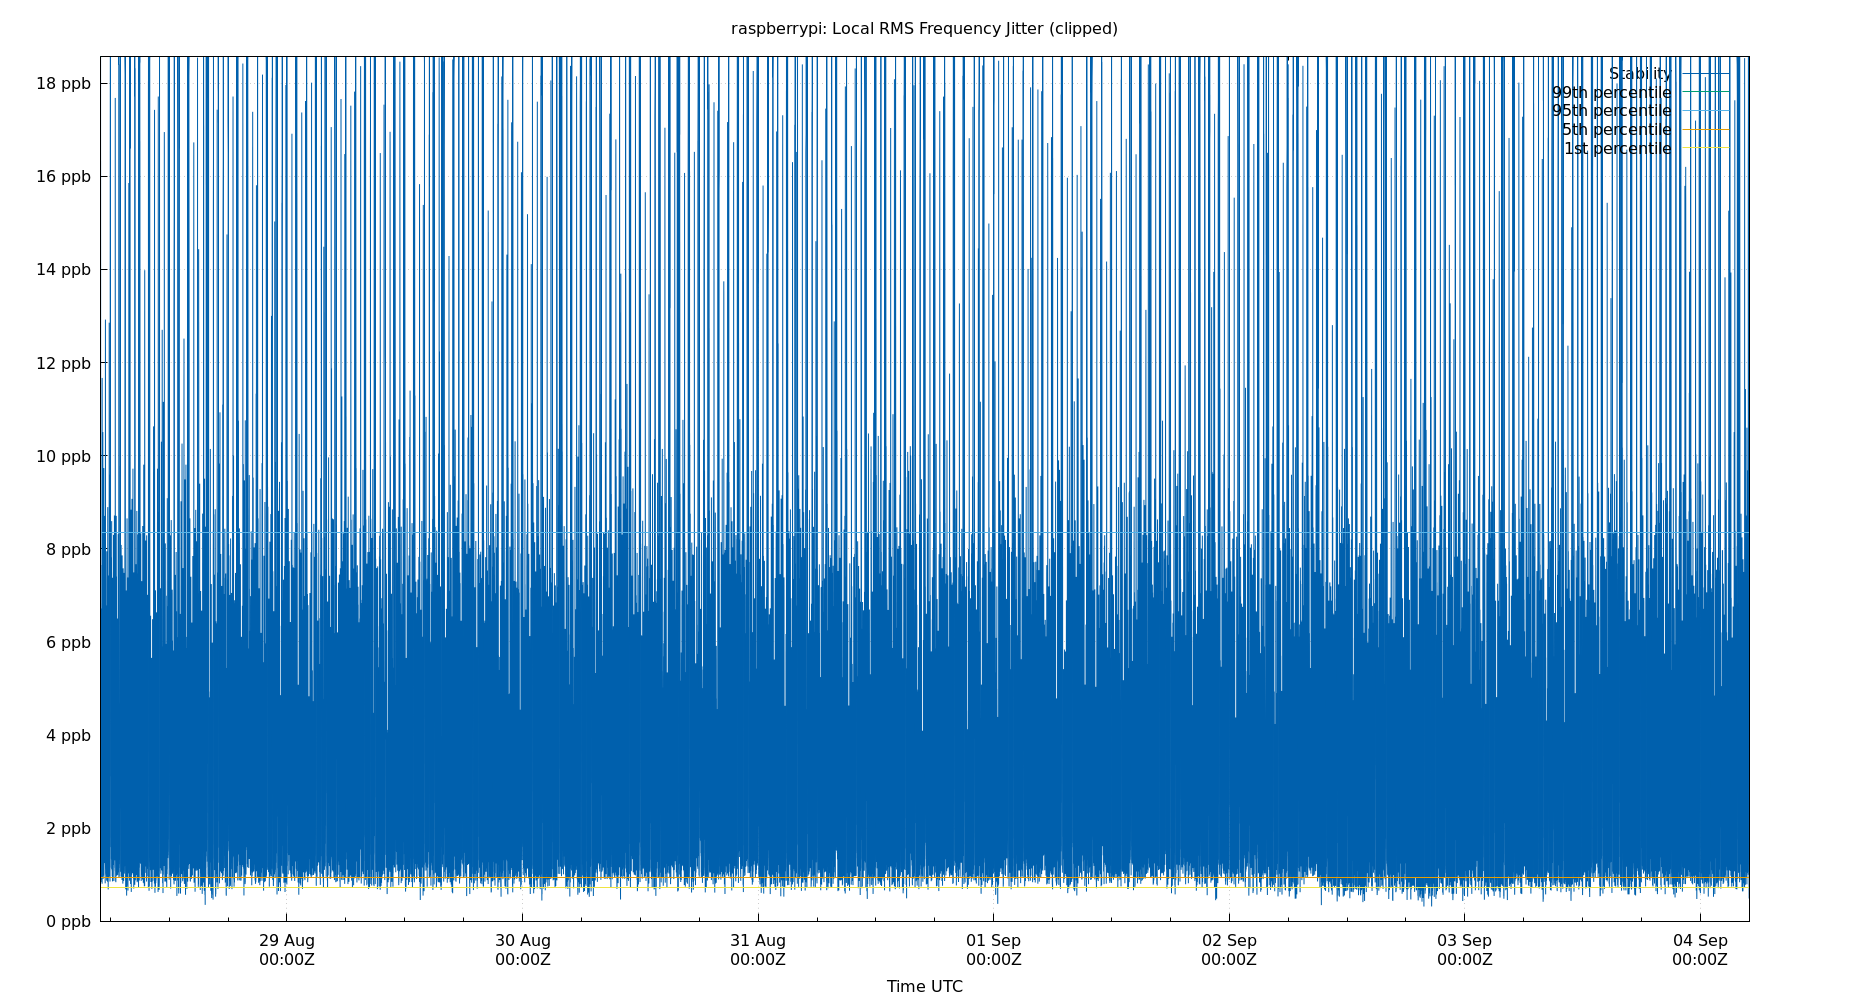 raspberrypi: Local RMS Frequency Jitter (clipped)
18 ppb
16 ppb
14 ppb
12 ppb
10 ppb
8 ppb
6 ppb
4 ppb
2 ppb
0 ppb
Stability
99th percentile
95th percentile
5th percentile
1st percentile
29 Aug
00:00Z
30 Aug
00:00Z
31 Aug
00:00Z
01 Sep
00:00Z
02 Sep
00:00Z
03 Sep
00:00Z
04 Sep
00:00Z
Time UTC